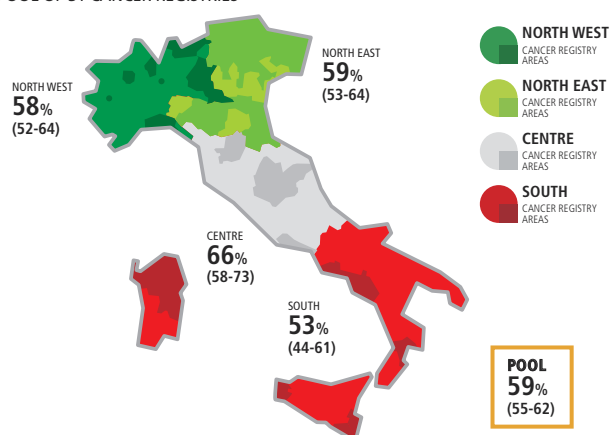 NORTH EAST
59%
(53-64)
NORTH WEST
58%
(52-64)
CENTRE
66%
(58-73)
SOUTH
53%
(44-61)
NORTH WEST
CANCER REGISTRY
AREAS
NORTH EAST
CANCER REGISTRY
AREAS
CENTRE
CANCER REGISTRY
AREAS
SOUTH
CANCER REGISTRY
AREAS
POOL
59%
(55-62)